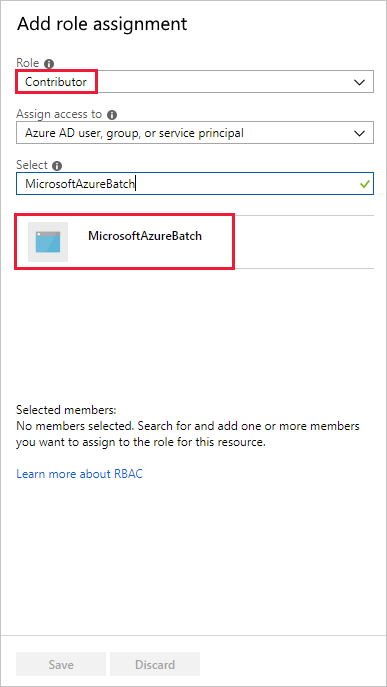 Add role assignment
Role
Contributor
Assign access to
Azure AD user, group, or service principal
Select
MicrosoftAzureBatch
MicrosoftAzureBatch
Selected members:
No members selected. Search for and add one or more members
you want to assign to the role for this resource.
Learn more about RBAC
Save Discard